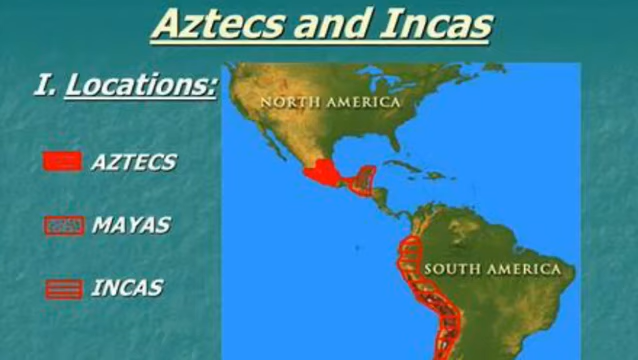 Aztecs and Incas
I. Locations:
NORTH AMERICA
AZTECS
MAYAS
SOUTH AMERICA
INCAS